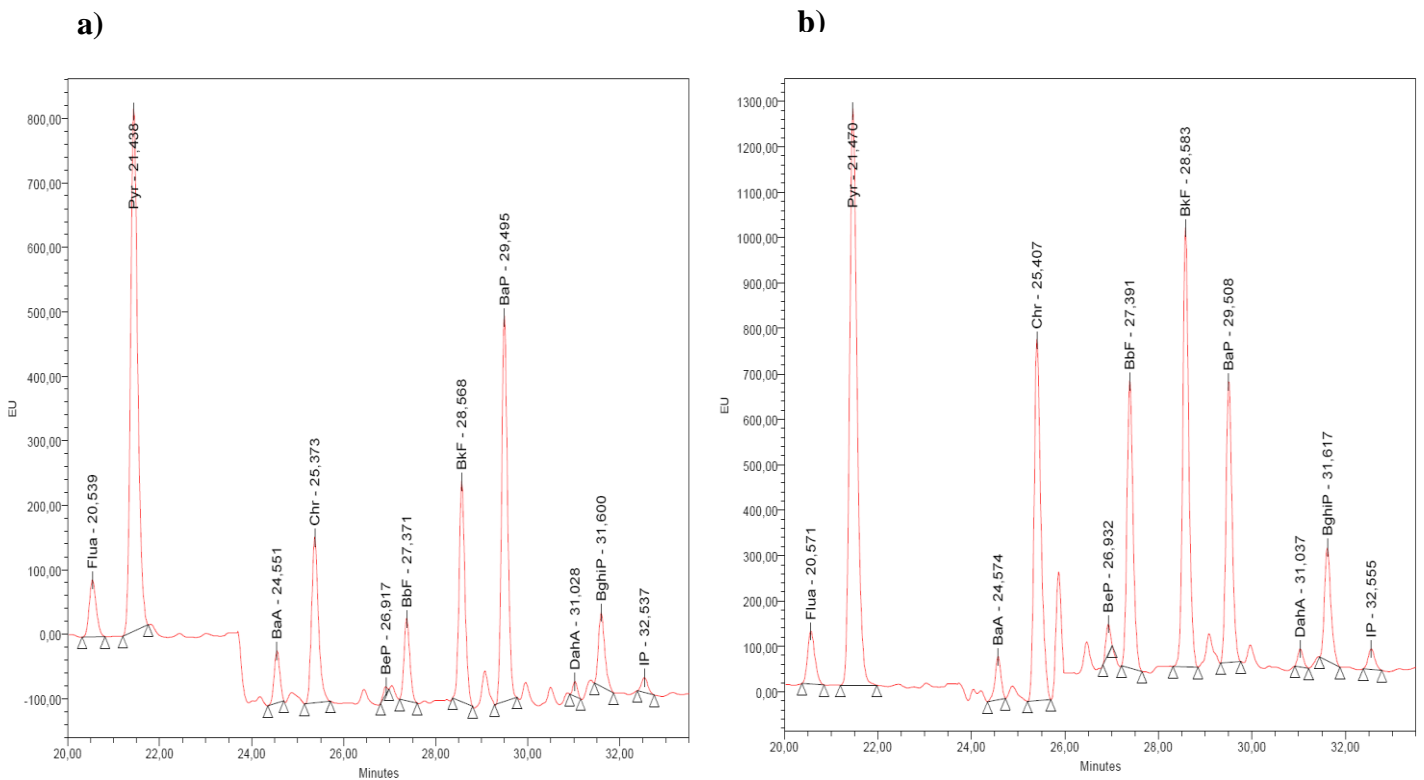 a)
800,00
700,00
600,00
500,00
400,00
300,00
200,00
100,00
0,00
-100,00
EU
Flua - 20,539
Pyr - 21,438
BaA - 24,551
Chr - 25,373
BeP - 26,917
BbF - 27,371
BkF - 28,568
BaP - 29,495
DahA - 31,028
BghiP - 31,600
IP - 32,537
20,00 22,00 24,00 26,00 28,00 30,00 32,00
Minutes
b)
1300,00
1200,00
1100,00
1000,00
900,00
800,00
700,00
600,00
500,00
400,00
300,00
200,00
100,00
0,00
EU
Flua - 20,571
Pyr - 21,470
BaA - 24,574
Chr - 25,407
BeP - 26,932
BbF - 27,391
BkF - 28,583
BaP - 29,508
DahA - 31,037
BghiP - 31,617
IP - 32,555
20,00 22,00 24,00 26,00 28,00 30,00 32,00
Minutes